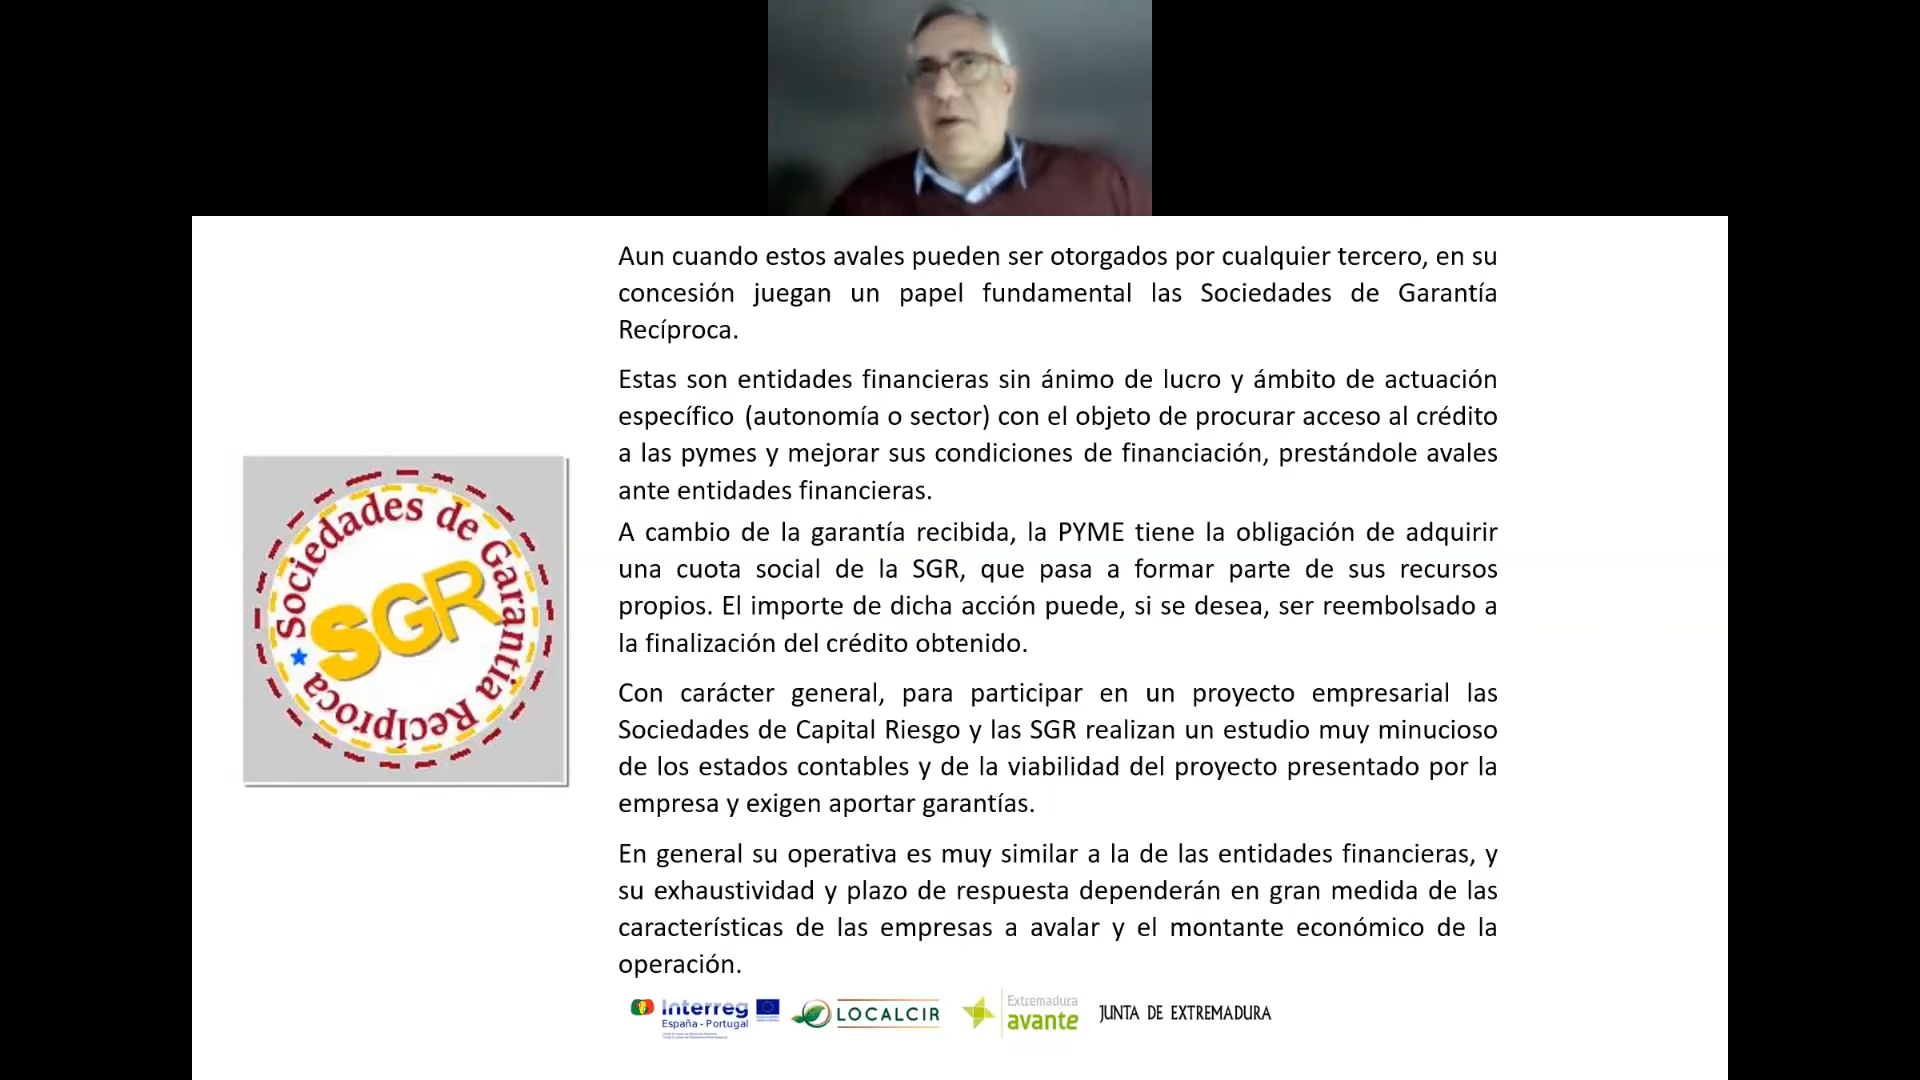 Aun cuando estos avales pueden ser otorgados por cualquier tercero, en su
concesión juegan un papel fundamental las Sociedades de Garantía
Recíproca.
Estas son entidades financieras sin ánimo de lucro y ámbito de actuación
específico (autonomía o sector) con el objeto de procurar acceso al crédito
a las pymes y mejorar sus condiciones de financiación, prestándole avales
ante entidades financieras.
A cambio de la garantía recibida, la PYME tiene la obligación de adquirir
una cuota social de la SGR, que pasa a formar parte de sus recursos
propios. El importe de dicha acción puede, si se desea, ser reembolsado a
la finalización del crédito obtenido.
Con carácter general, para participar en un proyecto empresarial las
Sociedades de Capital Riesgo y las SGR realizan un estudio muy minucioso
de los estados contables y de la viabilidad del proyecto presentado por la
empresa y exigen aportar garantías.
En general su operativa es muy similar a la de las entidades financieras, y
su exhaustividad y plazo de respuesta dependerán en gran medida de las
características de las empresas a avalar y el montante económico de la
operación.
Sociedades de Garantia Recíproca
SGR
Interreg
España - Portugal
LOCALCIR
Extremadura
avante
JUNTA DE EXTREMADURA